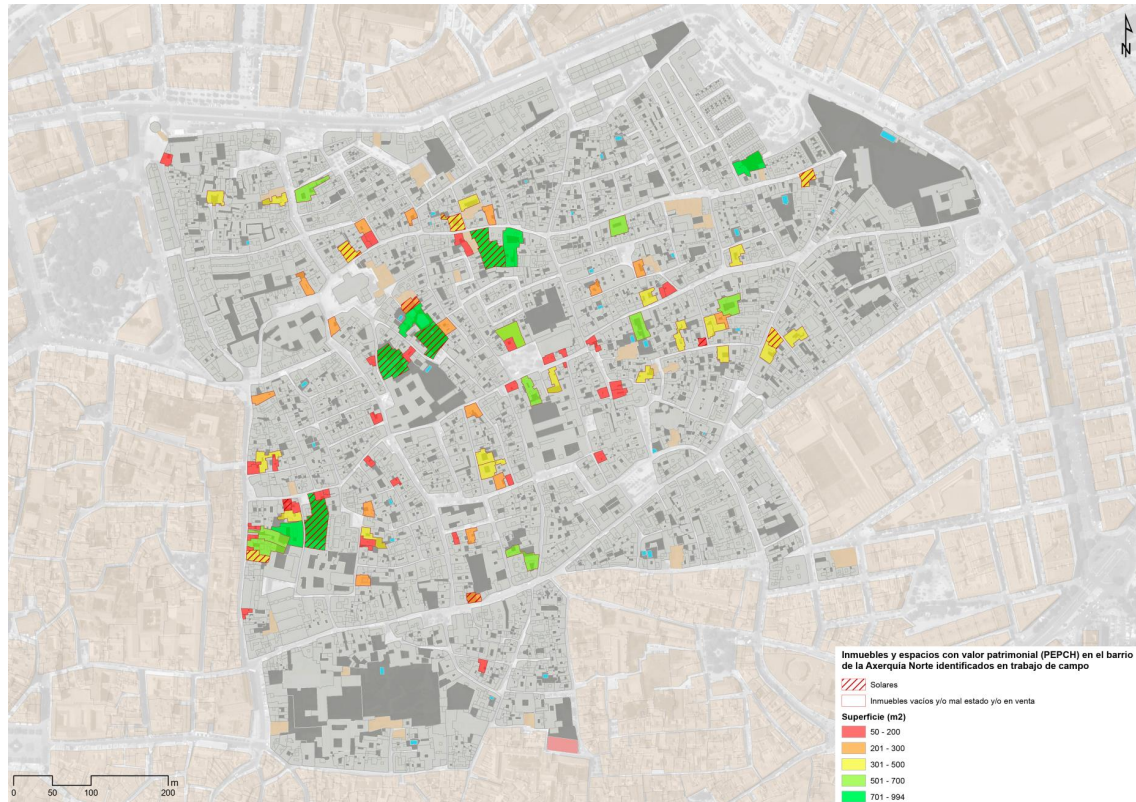 N
Inmuebles y espacios con valor patrimonial (PEPCH) en el barrio
de la Axerquía Norte identificados en trabajo de campo
Solares
Inmuebles vacíos y/o mal estado y/o en venta
Superficie (m2)
50 - 200
201 - 300
301 - 500
501 - 700
701 - 994
m
0 50 100 200